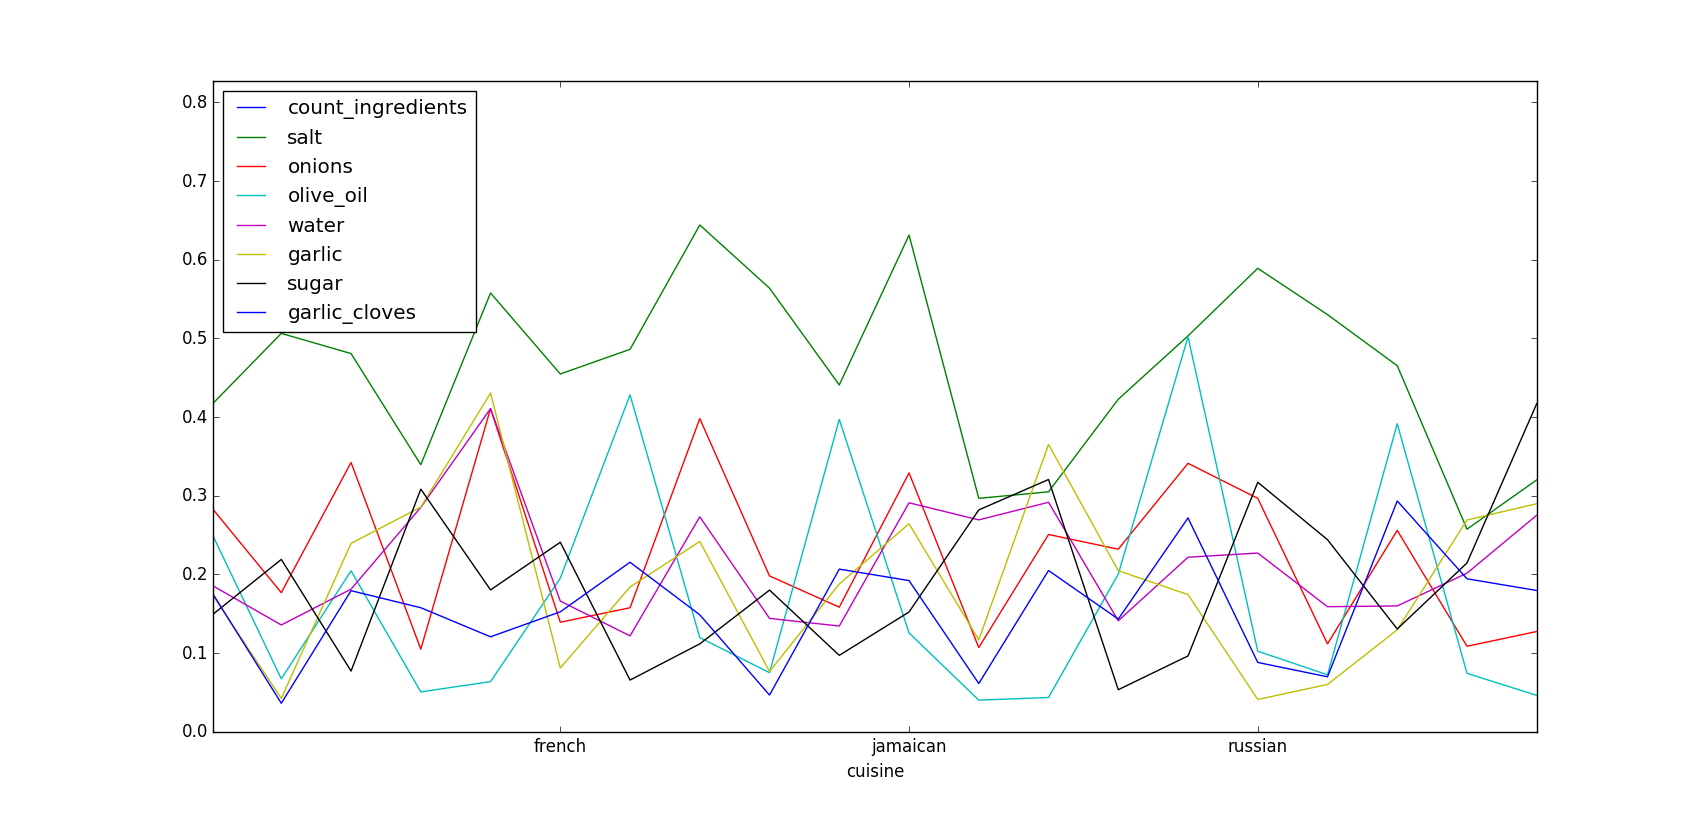 0.8
0.7
0.6
0.5
0.4
0.3
0.2
0.1
0.0
count_ingredients
salt
onions
olive_oil
water
garlic
sugar
garlic_cloves
french jamaican russian
cuisine